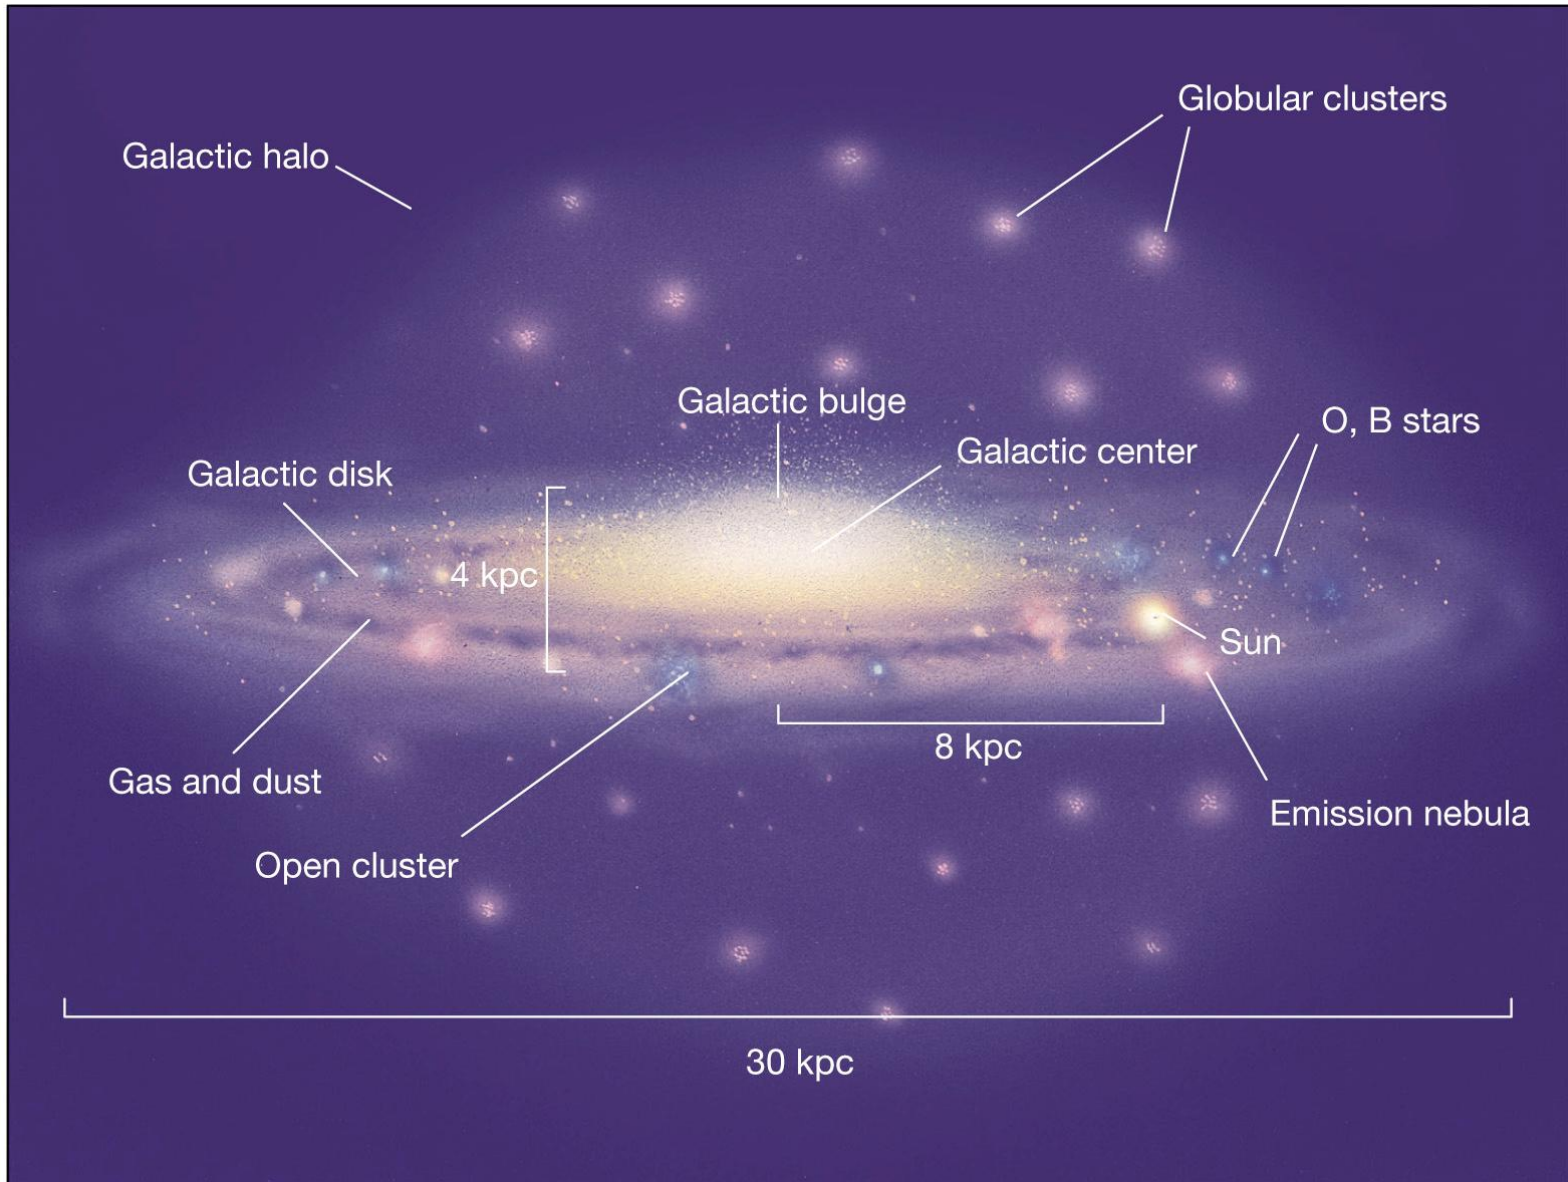 Globular clusters
Galactic halo
Galactic bulge
O, B stars
Galactic center
Galactic disk
4 kpc
Sun
8 kpc
Gas and dust
Emission nebula
Open cluster
30 kpc